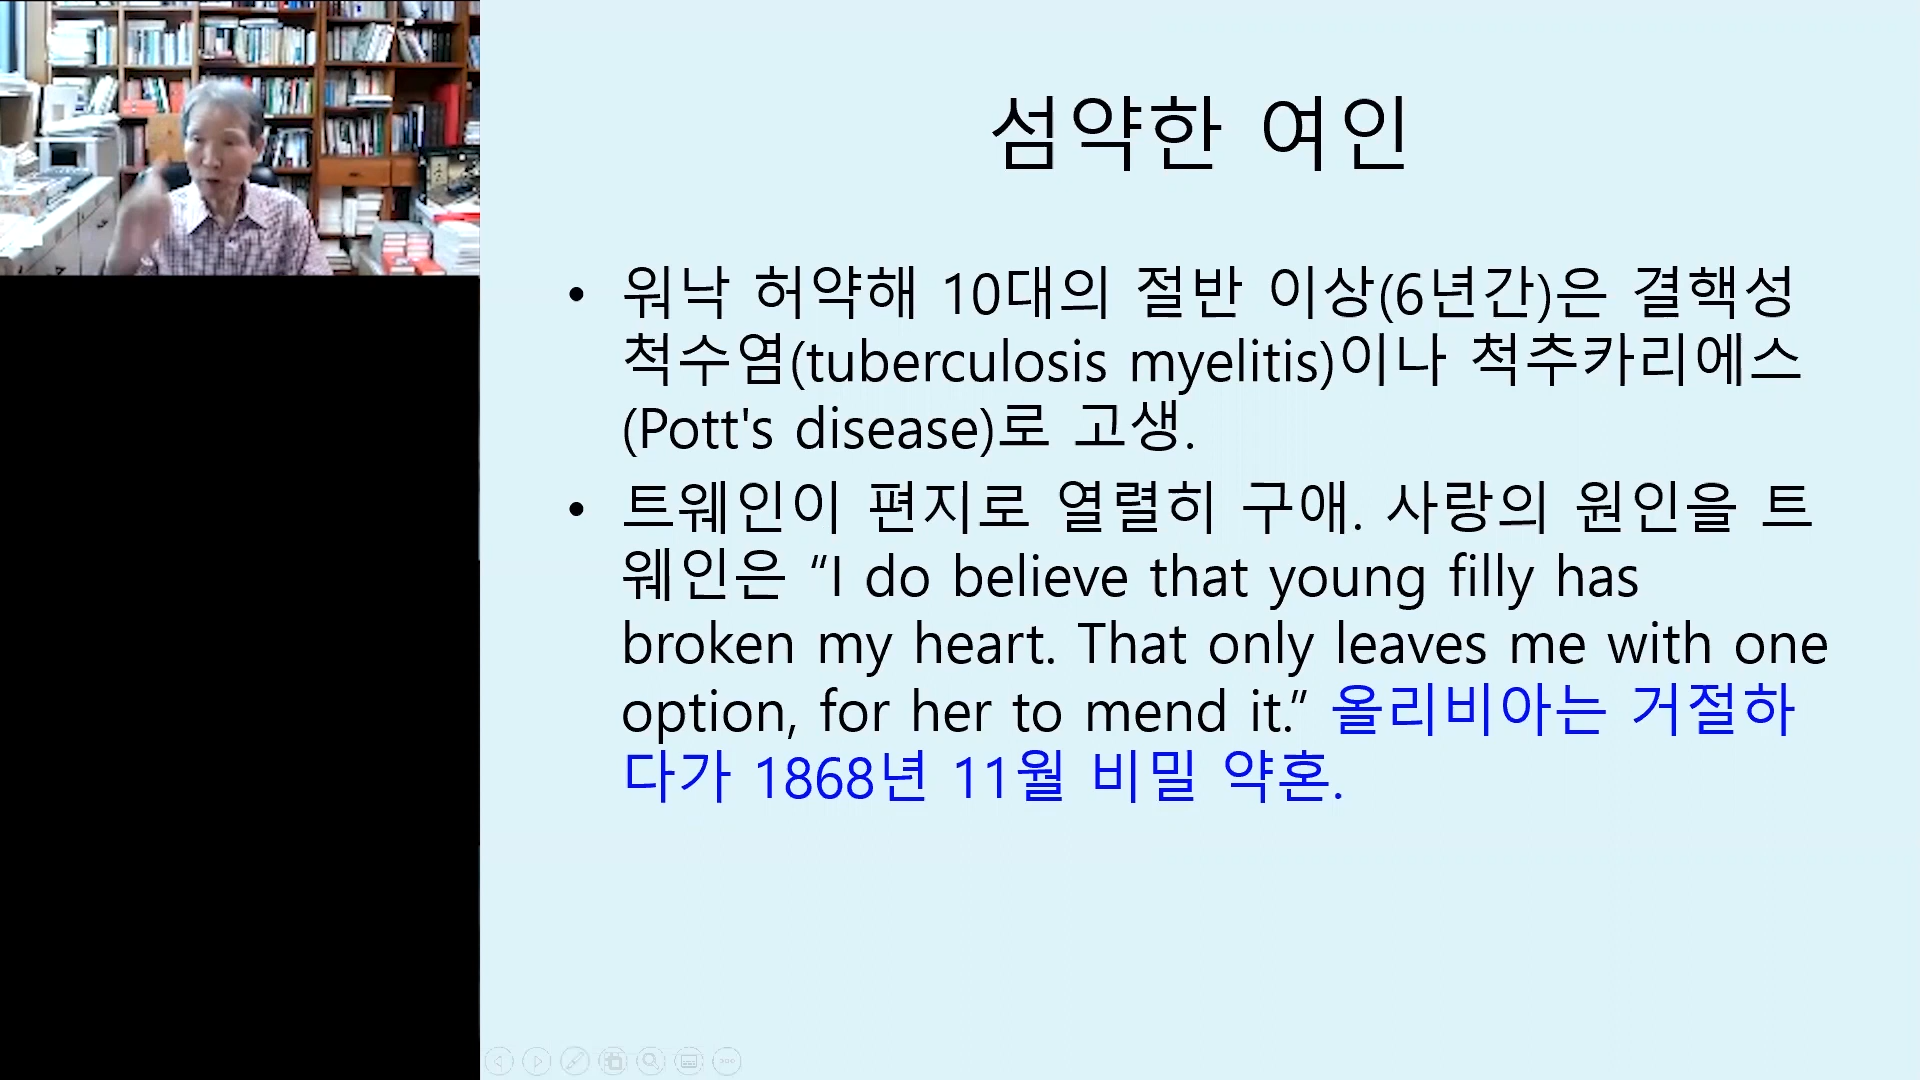 섬약한 여인
• 워낙 허약해 10대의 절반 이상(6년간)은 결핵성
척수염(tuberculosis myelitis)이나 척추카리에스
(Pott's disease)로 고생.
• 트웨인이 편지로 열렬히 구애. 사랑의 원인을 트
웨인은 “I do believe that young filly has
broken my heart. That only leaves me with one
option, for her to mend it.” 올리비아는 거절하
다가 1868년 11월 비밀 약혼.